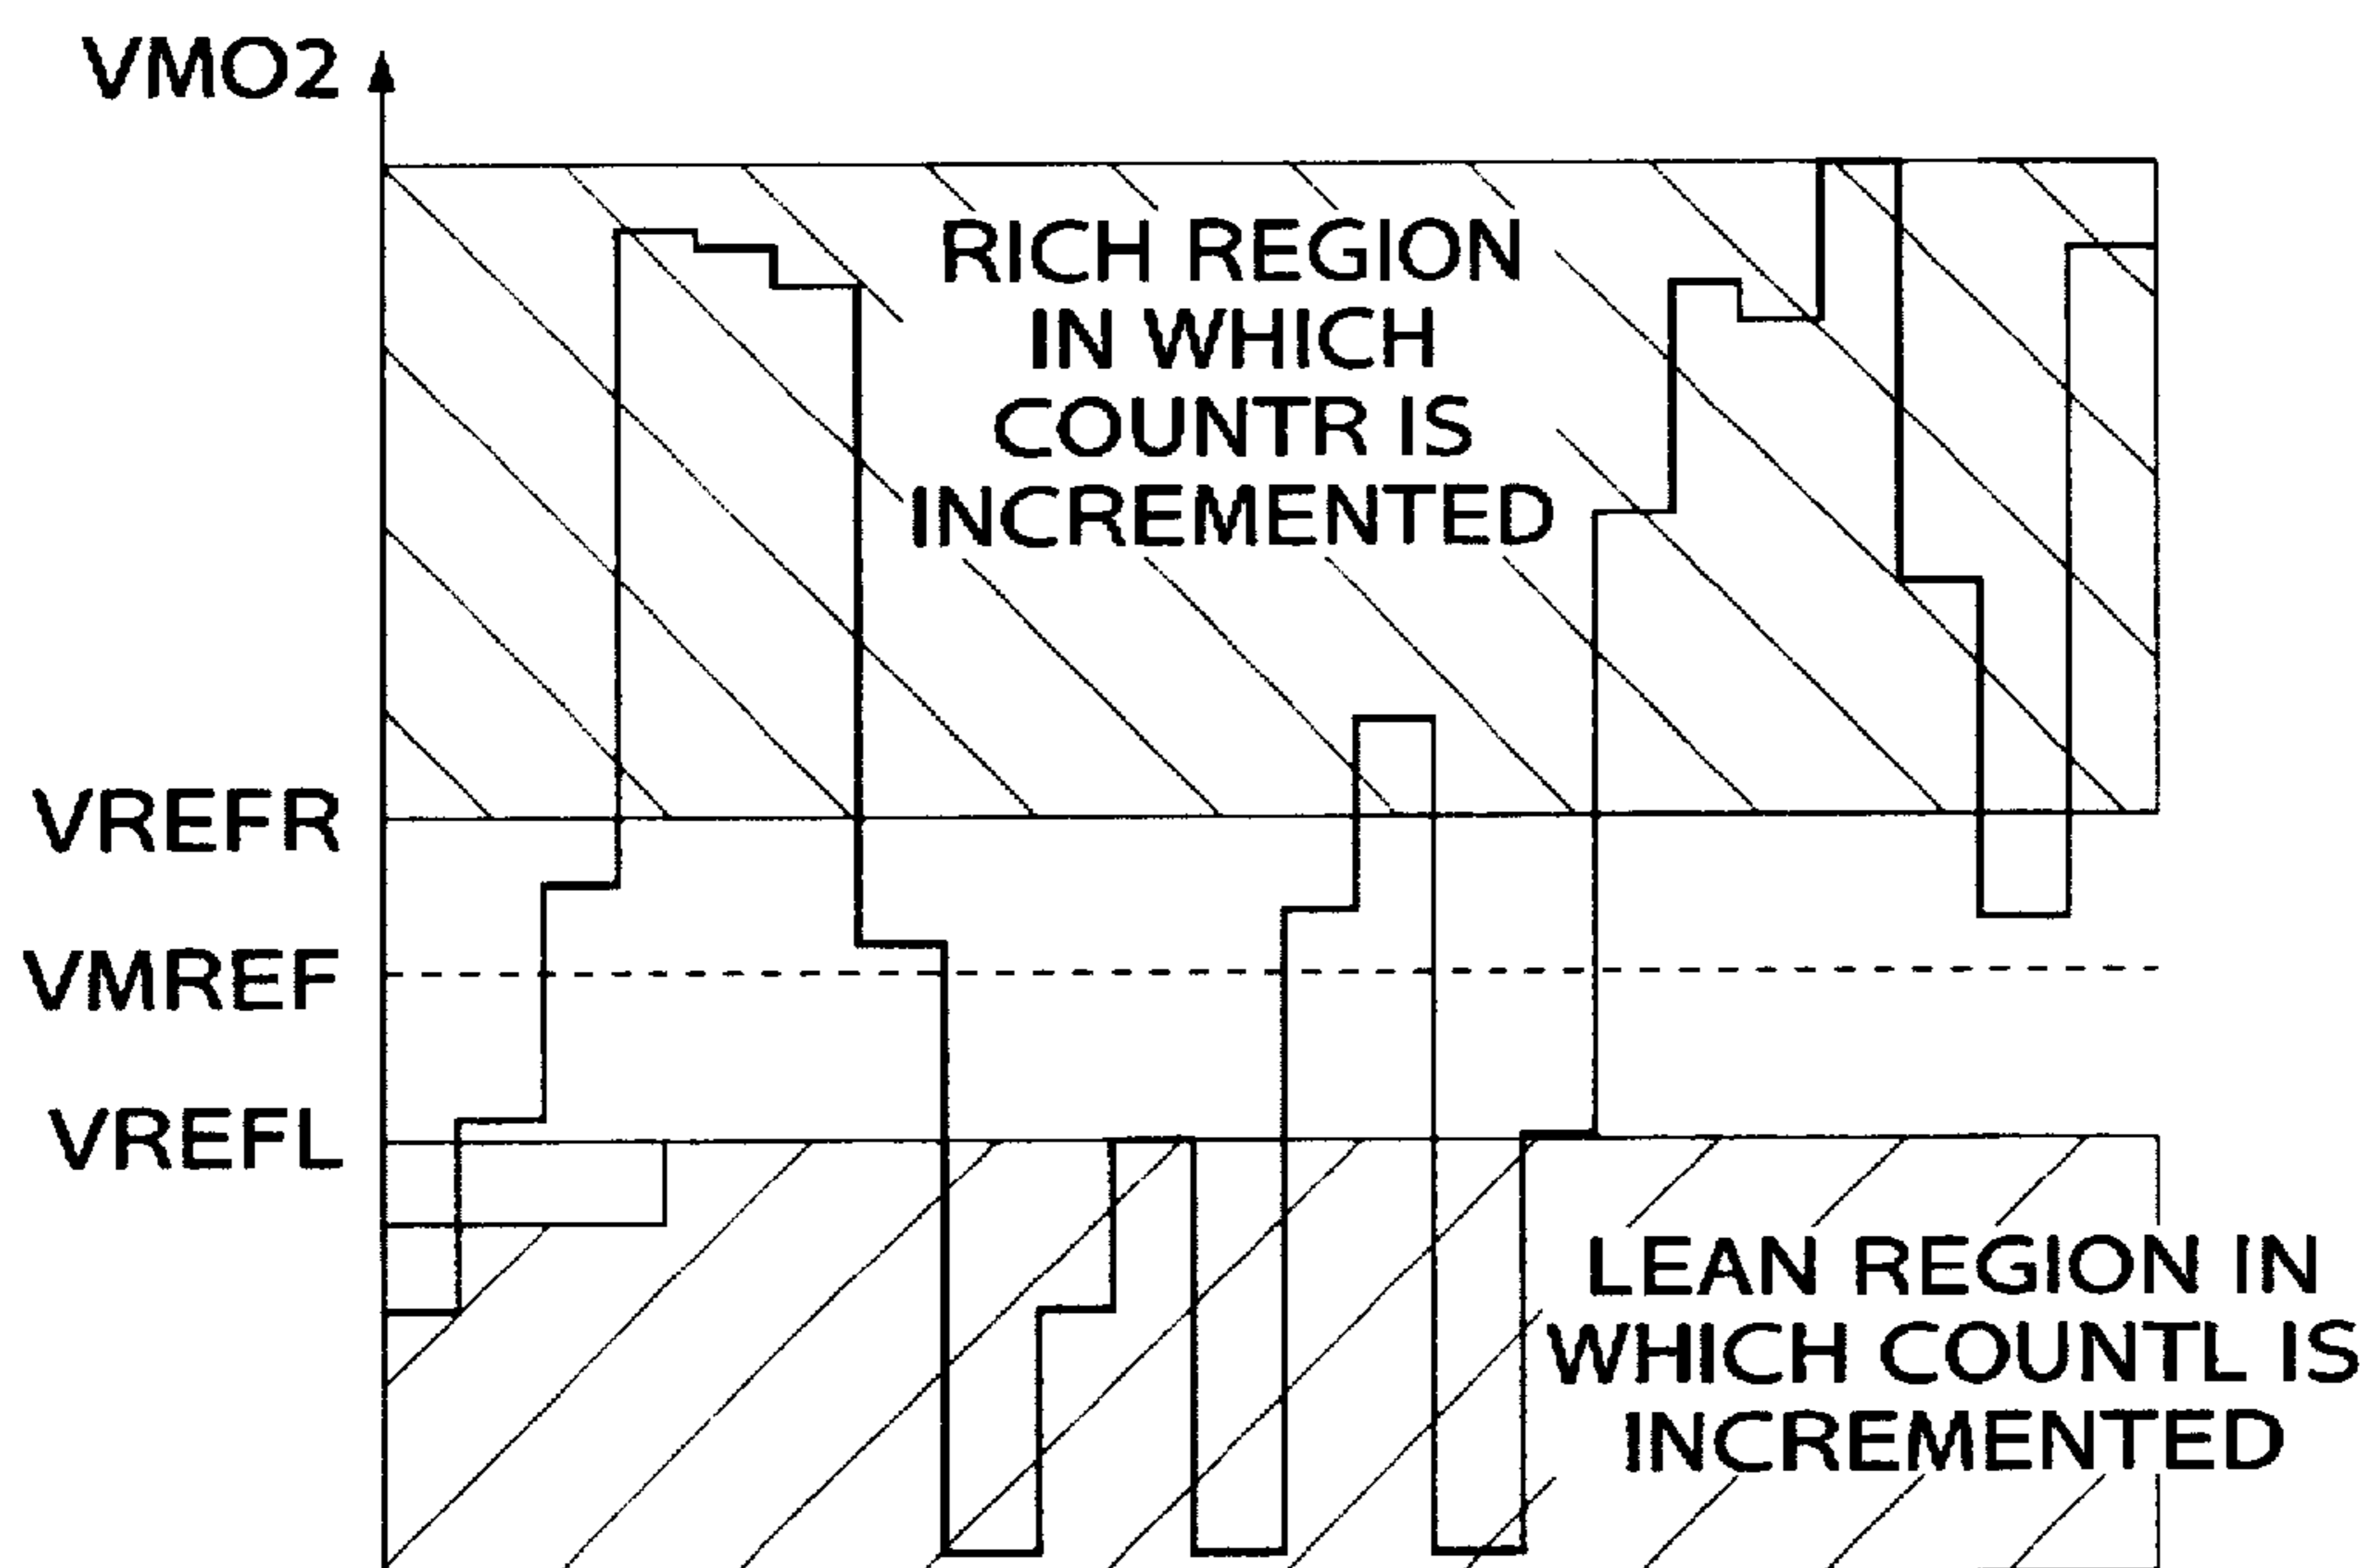 VMO2
RICH REGION
IN WHICH
COUNTR IS
INCREMENTED
VREFR
VMREF
VREFL
LEAN REGION IN
WHICH COUNTL IS
INCREMENTED